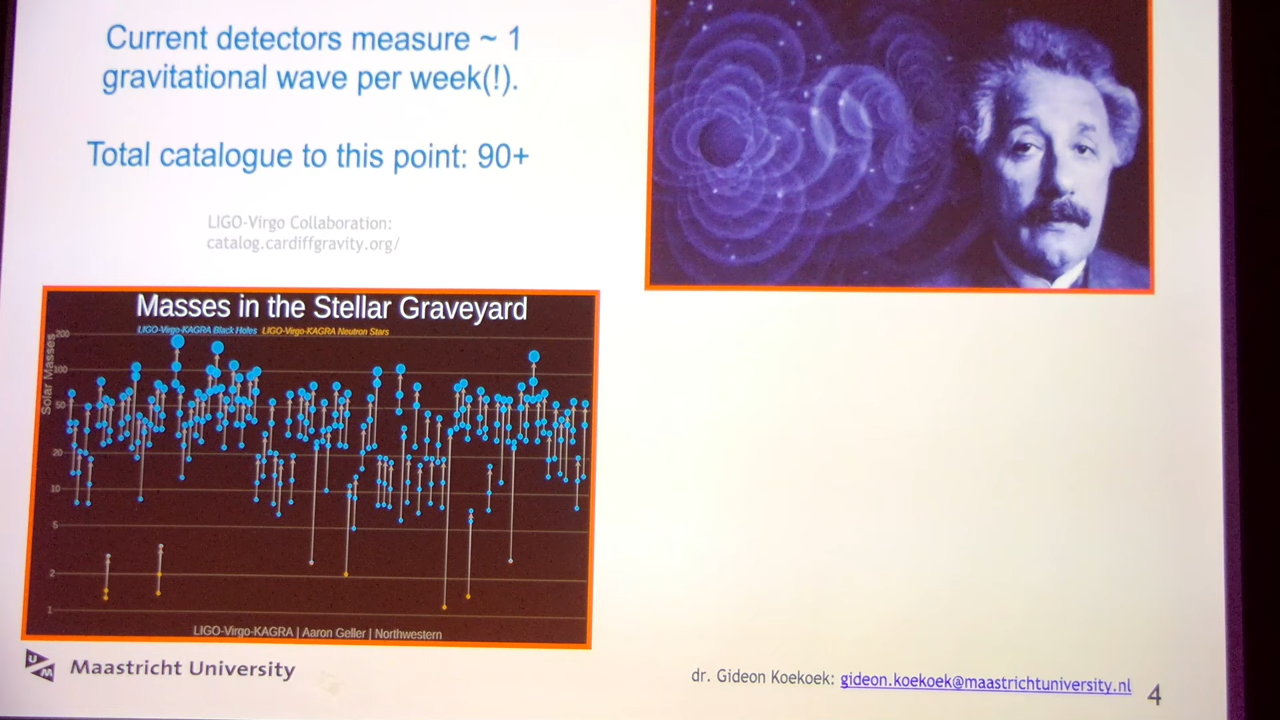 Current detectors measure ~ 1
gravitational wave per week(!).
Total catalogue to this point: 90+
LIGO-Virgo Collaboration:
catalog.cardiffgravity.org/
Masses in the Stellar Graveyard
LIGO-Virgo-KAGRA Black Holes LIGO-Virgo-KAGRA Neutron Stars
Solar Masses
200
100
50
20
10
5
2
1
LIGO-Virgo-KAGRA | Aaron Geller | Northwestern
UM
Maastricht University
dr. Gideon Koekoek: gideon.koekoek@maastrichtuniversity.nl
4